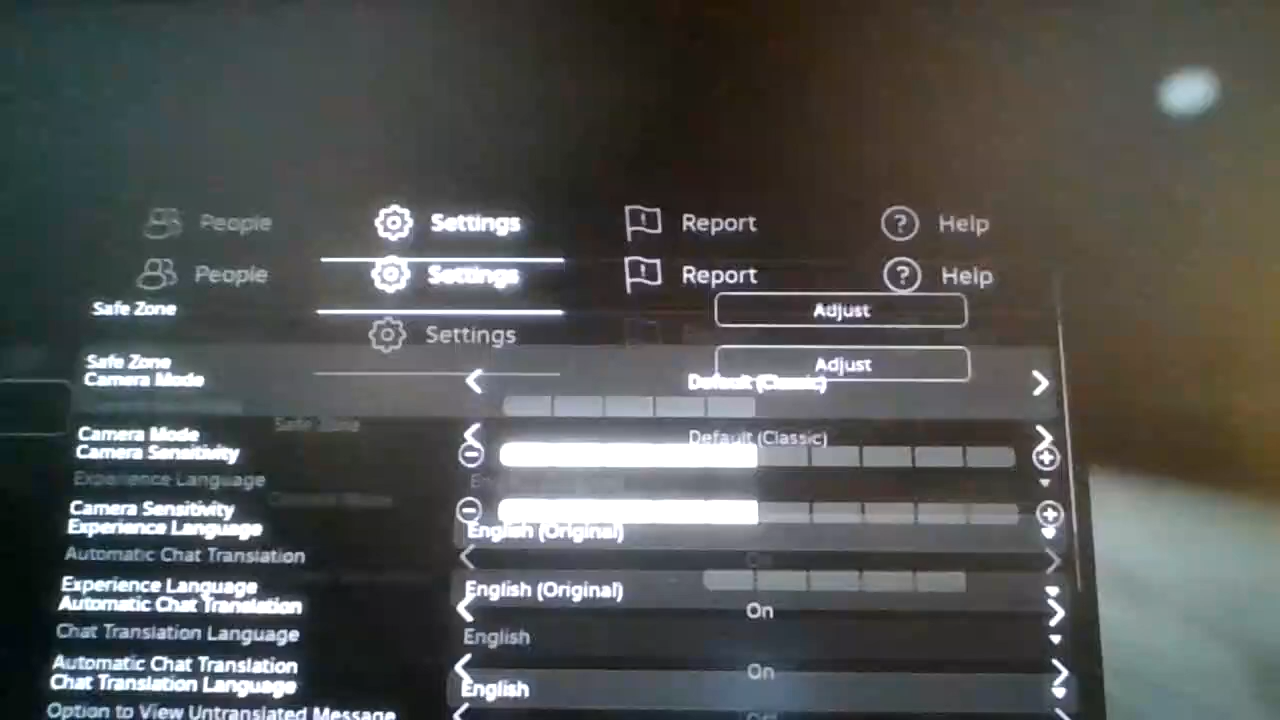 People Settings Report Help
People Settings Report Help
Safe Zone Adjust
Settings
Safe Zone Adjust
Camera Mode Default (Classic)
Safe Zone
Camera Mode Default (Classic)
Camera Sensitivity
Experience Language
Camera Sensitivity
Experience Language English (Original)
Automatic Chat Translation
Experience Language English (Original)
Automatic Chat Translation On
Chat Translation Language English
Automatic Chat Translation On
Chat Translation Language English
Option to View Untranslated Message